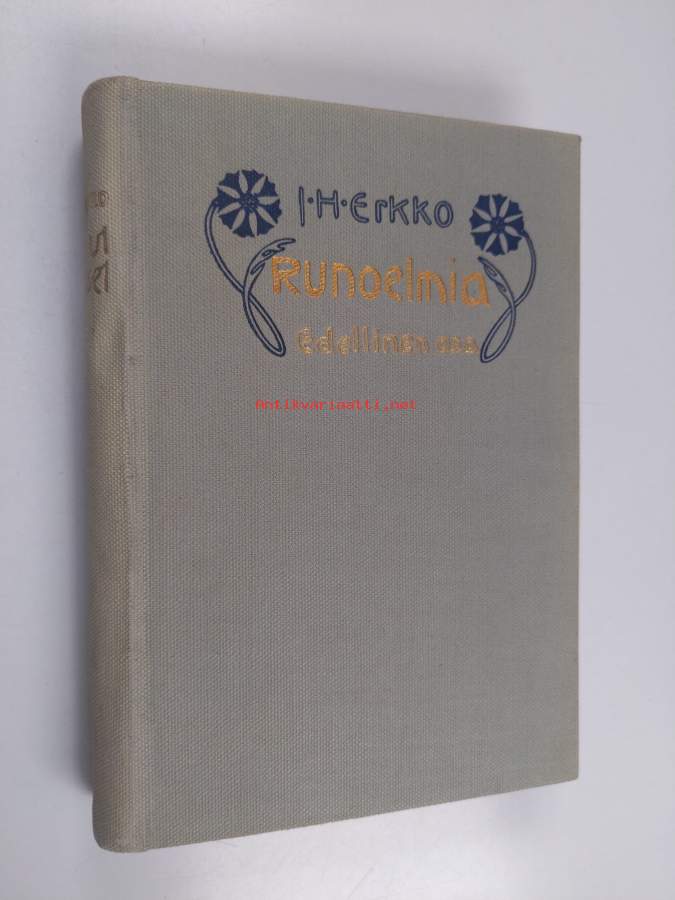 J·H·Erkko
Runoelmia
Edellinen osa
Antikvariaatti.net